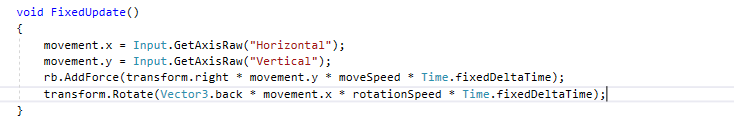 void FixedUpdate()
{
movement.x = Input.GetAxisRaw("Horizontal");
movement.y = Input.GetAxisRaw("Vertical");
rb.AddForce(transform.right * movement.y * moveSpeed * Time.fixedDeltaTime);
transform.Rotate(Vector3.back * movement.x * rotationSpeed * Time.fixedDeltaTime);
}